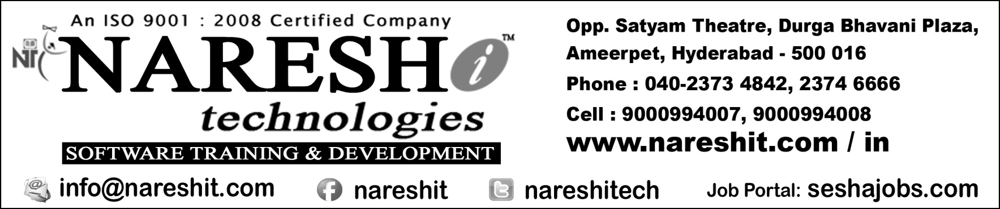 An ISO 9001 : 2008 Certified Company
NT
NARESH i ™
technologies
SOFTWARE TRAINING & DEVELOPMENT
Opp. Satyam Theatre, Durga Bhavani Plaza,
Ameerpet, Hyderabad - 500 016
Phone : 040-2373 4842, 2374 6666
Cell : 9000994007, 9000994008
www.nareshit.com / in
@ info@nareshit.com
f nareshit
t nareshitech
Job Portal: seshajobs.com